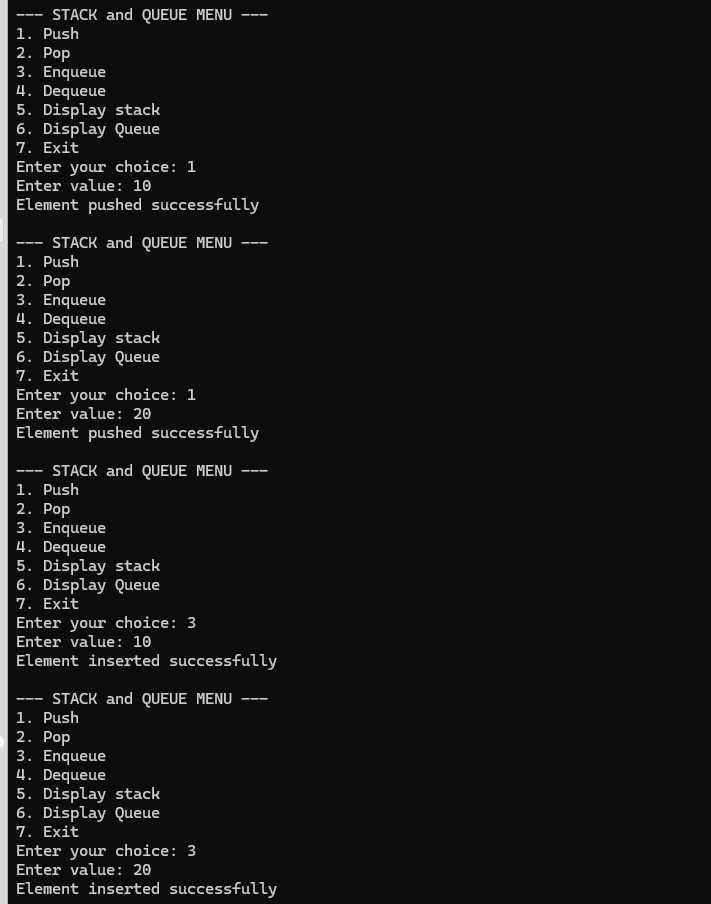 --- STACK and QUEUE MENU ---
1. Push
2. Pop
3. Enqueue
4. Dequeue
5. Display stack
6. Display Queue
7. Exit
Enter your choice: 1
Enter value: 10
Element pushed successfully

--- STACK and QUEUE MENU ---
1. Push
2. Pop
3. Enqueue
4. Dequeue
5. Display stack
6. Display Queue
7. Exit
Enter your choice: 1
Enter value: 20
Element pushed successfully

--- STACK and QUEUE MENU ---
1. Push
2. Pop
3. Enqueue
4. Dequeue
5. Display stack
6. Display Queue
7. Exit
Enter your choice: 3
Enter value: 10
Element inserted successfully

--- STACK and QUEUE MENU ---
1. Push
2. Pop
3. Enqueue
4. Dequeue
5. Display stack
6. Display Queue
7. Exit
Enter your choice: 3
Enter value: 20
Element inserted successfully